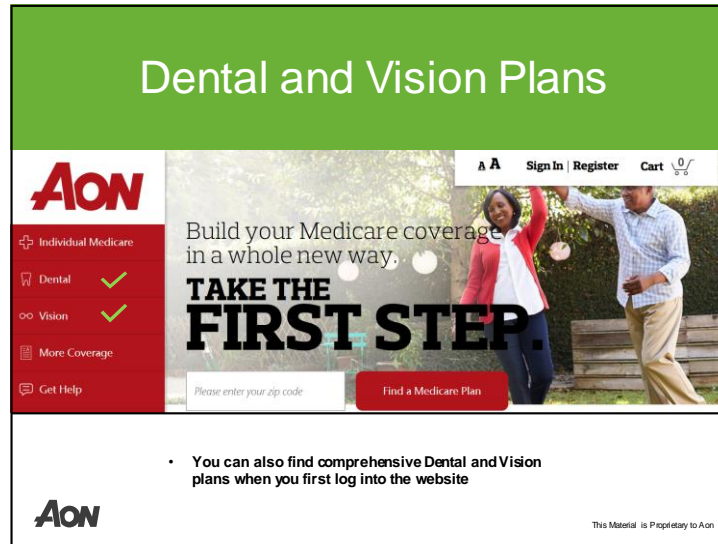 Dental and Vision Plans
AON
A A Sign In | Register Cart 0
Individual Medicare
Dental
Vision
More Coverage
Get Help
Build your Medicare coverage
in a whole new way.
TAKE THE
FIRST STEP.
Please enter your zip code
Find a Medicare Plan
• You can also find comprehensive Dental and Vision
plans when you first log into the website
AON
This Material is Proprietary to Aon